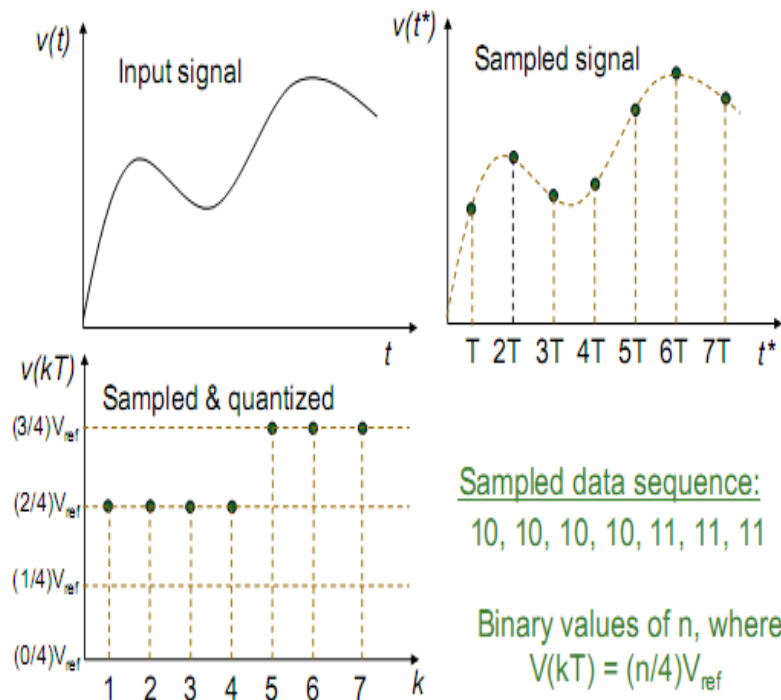 v(t)
Input signal
t
v(t*)
Sampled signal
T 2T 3T 4T 5T 6T 7T t*
v(kT)
Sampled & quantized
(3/4)Vref
(2/4)Vref
(1/4)Vref
(0/4)Vref
1 2 3 4 5 6 7 k
Sampled data sequence:
10, 10, 10, 10, 11, 11, 11
Binary values of n, where
V(kT) = (n/4)Vref